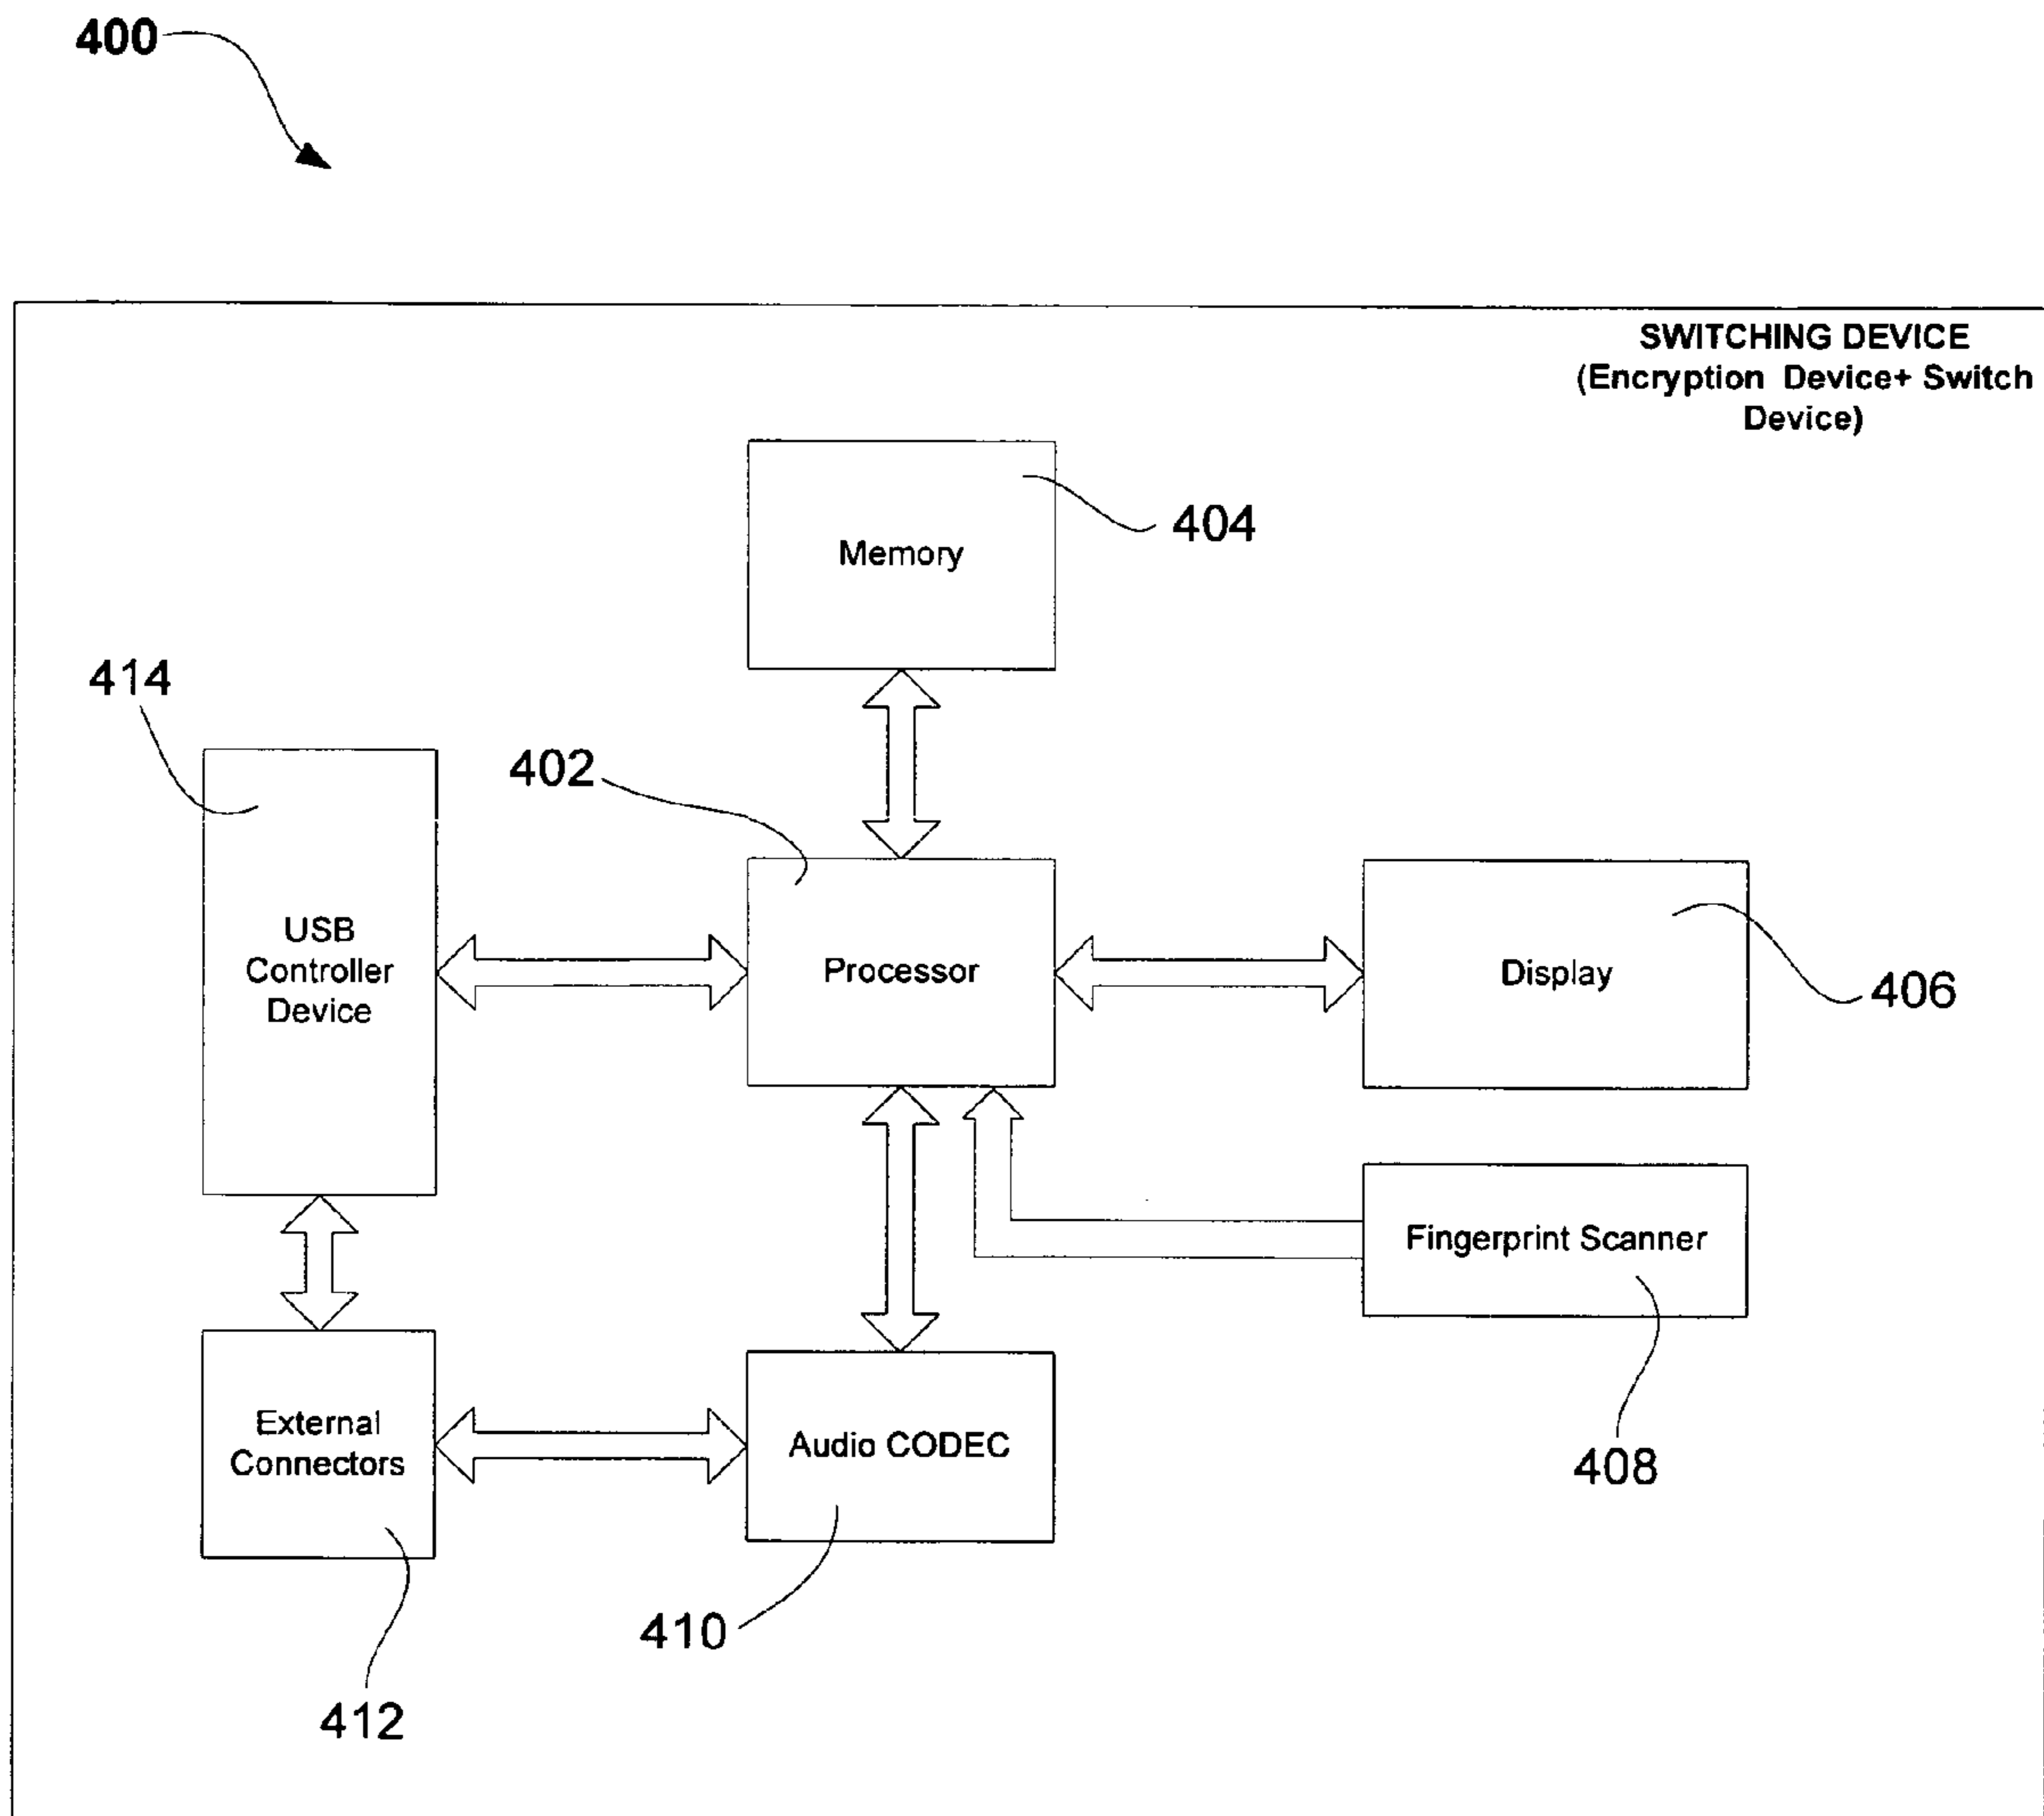 400
SWITCHING DEVICE
(Encryption Device+ Switch
Device)
Memory
404
414
402
USB
Controller
Device
Processor
Display
406
Fingerprint Scanner
408
External
Connectors
Audio CODEC
410
412